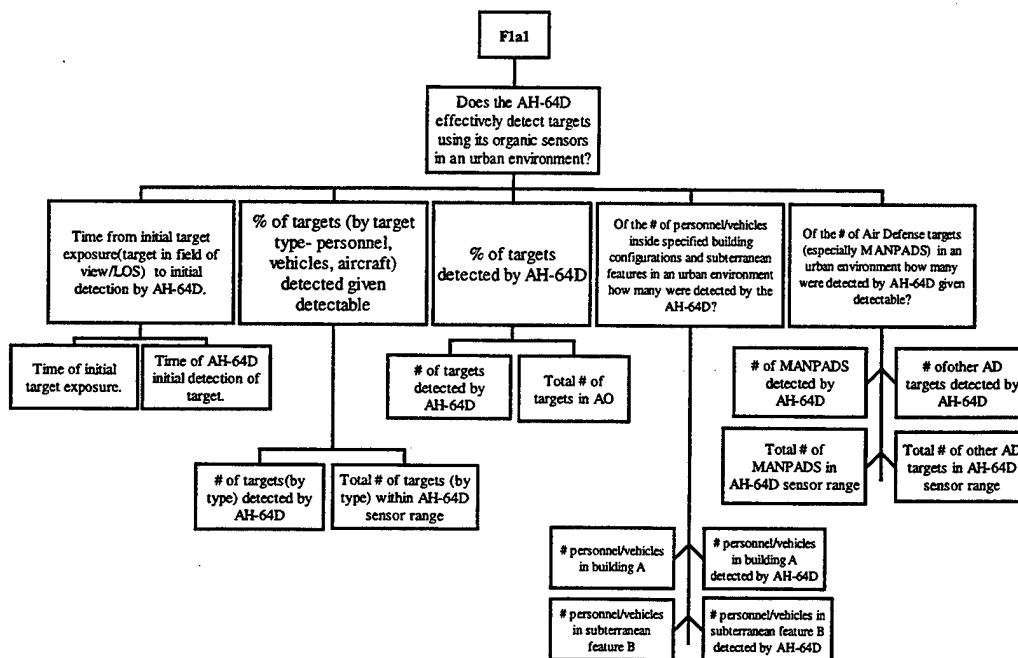 F1a1
Does the AH-64D
effectively detect targets
using its organic sensors
in an urban environment?
Time from initial target
exposure(target in field of
view/LOS) to initial
detection by AH-64D.
% of targets (by target
type- personnel,
vehicles, aircraft)
detected given
detectable
% of targets
detected by AH-64D
Of the # of personnel/vehicles
inside specified building
configurations and subterranean
features in an urban environment
how many were detected by the
AH-64D?
Of the # of Air Defense targets
(especially MANPADS) in an
urban environment how many
were detected by AH-64D given
detectable?
Time of initial
target exposure.
Time of AH-64D
initial detection of
target.
# of targets
detected by
AH-64D
Total # of
targets in AO
# of MANPADS
detected by
AH-64D
# ofother AD
targets detected by
AH-64D
Total # of
MANPADS in
AH-64D sensor range
Total # of other AD
targets in AH-64D
sensor range
# of targets(by
type) detected by
AH-64D
Total # of targets (by
type) within AH-64D
sensor range
# personnel/vehicles
in building A
# personnel/vehicles
in building A
detected by AH-64D
# personnel/vehicles
in subterranean
feature B
# personnel/vehicles in
subterranean feature B
detected by AH-64D